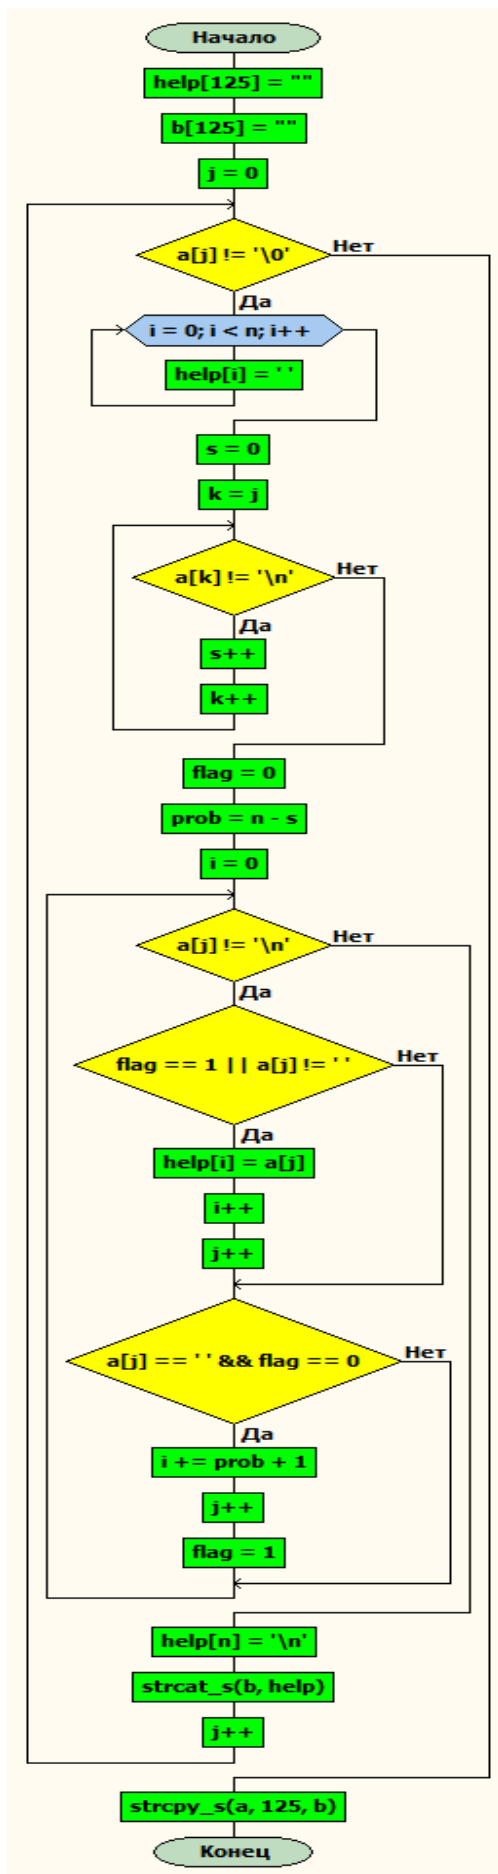 Начало
help[125] = ""
b[125] = ""
j = 0
a[j] != '\0'
Нет
Да
i = 0; i < n; i++
help[i] = ' '
s = 0
k = j
a[k] != '\n'
Нет
Да
s++
k++
flag = 0
prob = n - s
i = 0
a[j] != '\n'
Нет
Да
flag == 1 || a[j] != ' '
Нет
Да
help[i] = a[j]
i++
j++
a[j] == ' ' && flag == 0
Нет
Да
i += prob + 1
j++
flag = 1
help[n] = '\n'
strcat_s(b, help)
j++
strcpy_s(a, 125, b)
Конец